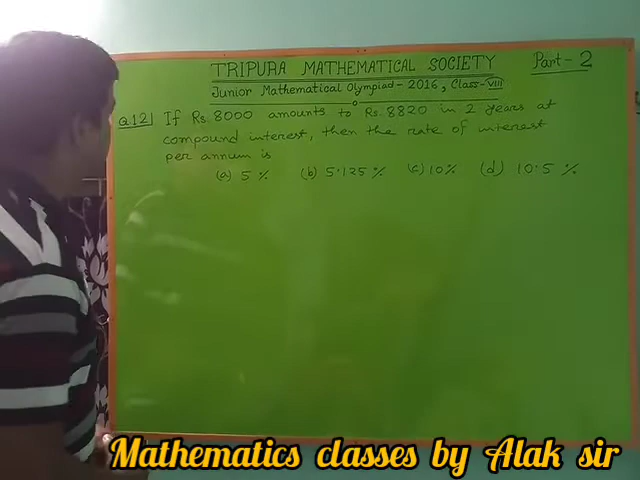 TRIPURA MATHEMATICAL SOCIETY Part-2
Junior Mathematical Olympiad-2016, Class-VIII
Q.12| If Rs. 8000 amounts to Rs. 8820 in 2 years at
compound interest, then the rate of interest
per annum is
(a) 5% (b) 5.125% (c) 10% (d) 10.5%
Mathematics classes by Alak sir